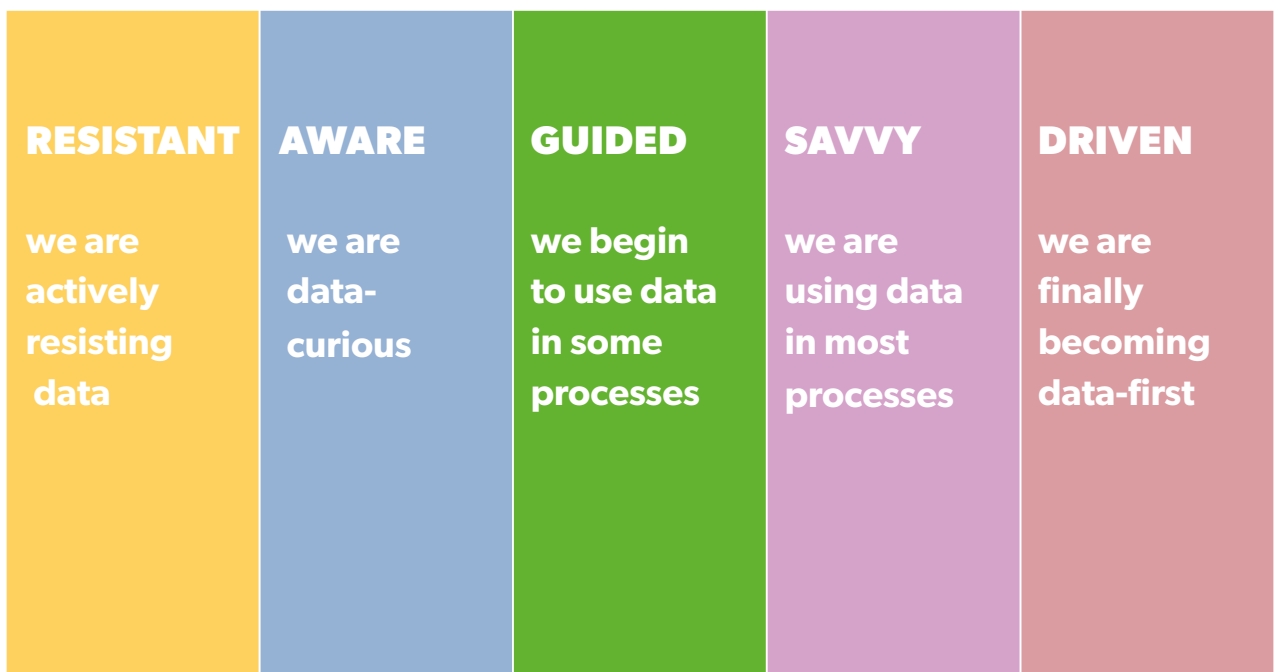 RESISTANT
we are
actively
resisting
data
AWARE
we are
data-
curious
GUIDED
we begin
to use data
in some
processes
SAVVY
we are
using data
in most
processes
DRIVEN
we are
finally
becoming
data-first